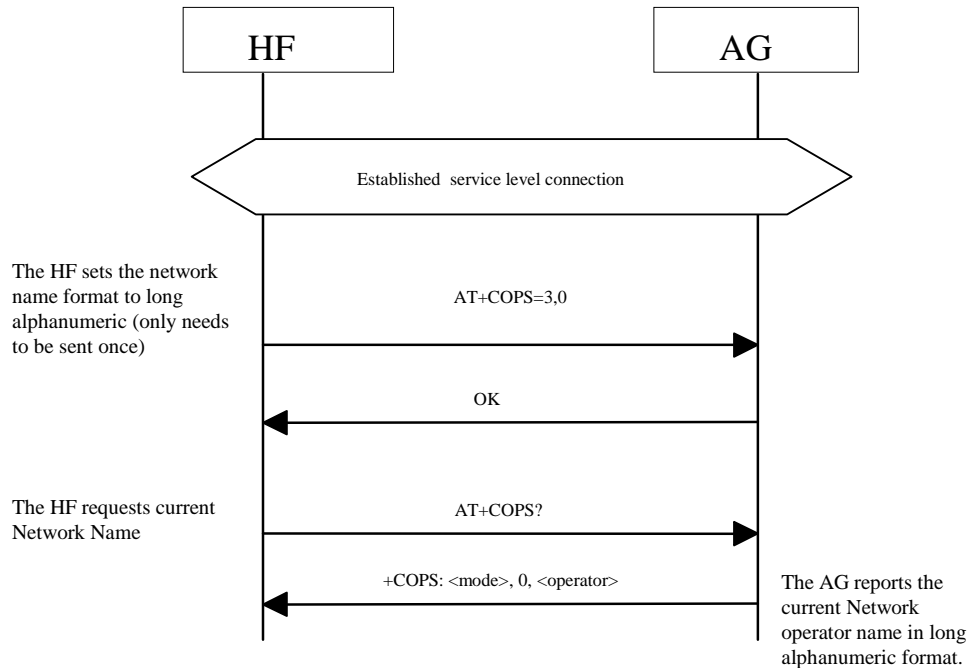 HF
AG
Established service level connection
The HF sets the network
name format to long
alphanumeric (only needs
to be sent once)
AT+COPS=3,0
OK
The HF requests current
Network Name
AT+COPS?
+COPS: <mode>, 0, <operator>
The AG reports the
current Network
operator name in long
alphanumeric format.